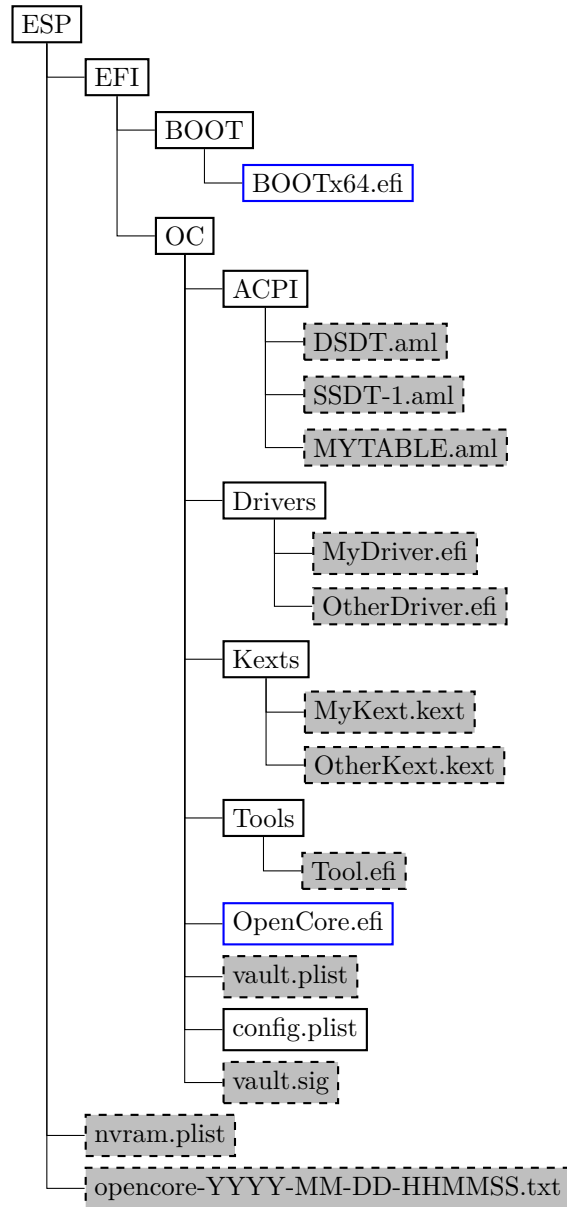 ESP
EFI
BOOT
BOOTx64.efi
OC
ACPI
DSDT.aml
SSDT-1.aml
MYTABLE.aml
Drivers
MyDriver.efi
OtherDriver.efi
Kexts
MyKext.kext
OtherKext.kext
Tools
Tool.efi
OpenCore.efi
vault.plist
config.plist
vault.sig
nvram.plist
opencore-YYYY-MM-DD-HHMMSS.txt